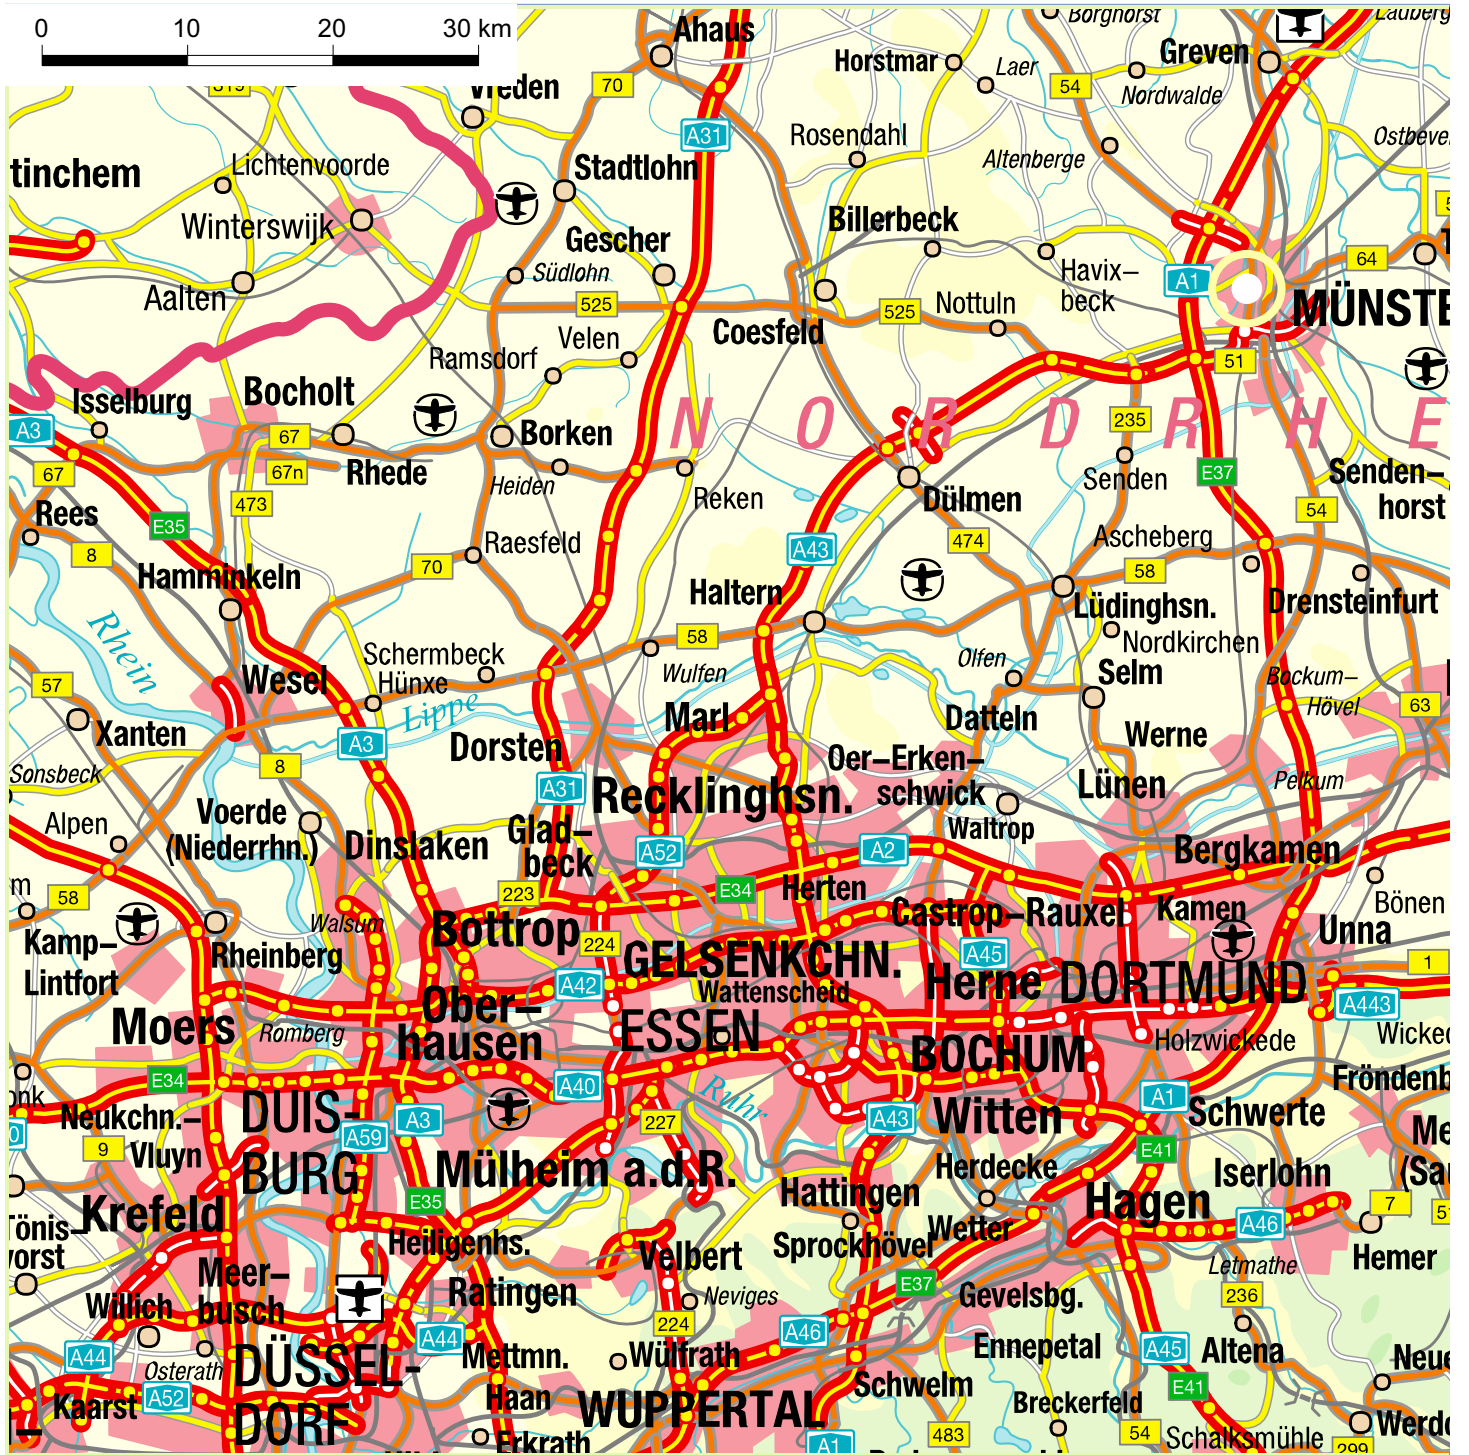 0 10 20 30 km
Ahaus
Borghorst
Greven
Horstmar
Laer
54
Nordwalde
Vreden
70
319
A31
Rosendahl
Altenberge
tinchem
Lichtenvoorde
Stadtlohn
Winterswijk
Billerbeck
Gescher
Südlohn
Aalten
Havix–
beck
A1
64
MÜNSTE
525
525
Nottuln
Coesfeld
Velen
Ramsdorf
51
Isselburg
Bocholt
A3
67
67n
67
Rhede
Borken
Heiden
NORDRHE
235
Senden
E37
Senden–
horst
54
Reken
Dülmen
473
Rees
E35
8
Raesfeld
70
A43
474
Ascheberg
58
Hamminkeln
Haltern
Lüdinghsn.
Drensteinfurt
Rhein
58
Nordkirchen
Schermbeck
Hünxe
Wulfen
Olfen
Selm
Bockum–
Hövel
57
Wesel
Lippe
63
Xanten
A3
Dorsten
Marl
Datteln
Werne
Sonsbeck
8
A31
Recklinghsn.
Oer–Erken–
schwick
Lünen
Pelkum
Alpen
Voerde
(Niederrhn.)
Dinslaken
Glad–
beck
A52
A2
Waltrop
Bergkamen
58
223
E34
Herten
Castrop–Rauxel
Kamen
Bönen
Walsum
Bottrop
224
Unna
Kamp–
Lintfort
Rheinberg
GELSENKCHN.
A45
1
A42
Wattenscheid
Herne
DORTMUND
A443
Moers
Romberg
Ober–
hausen
ESSEN
BOCHUM
Holzwickede
E34
A40
Ruhr
Neukchn.–
Vluyn
DUIS–
BURG
A59
A3
227
A43
Witten
A1
Schwerte
9
E41
Mülheim a.d.R.
Herdecke
Iserlohn
E35
Hattingen
Hagen
7
Krefeld
Heiligenhs.
Sprockhövel
Wetter
A46
Hemer
Velbert
Letmathe
Meer–
busch
Ratingen
Neviges
E37
Gevelsbg.
236
Willich
224
A46
A44
A44
Ennepetal
A45
Altena
Osterath
DÜSSEL–
DORF
Mettmn.
Wülfrath
Schwelm
E41
A52
Kaarst
Haan
WUPPERTAL
Breckerfeld
Erkrath
A1
483
54
Schalksmühle
299